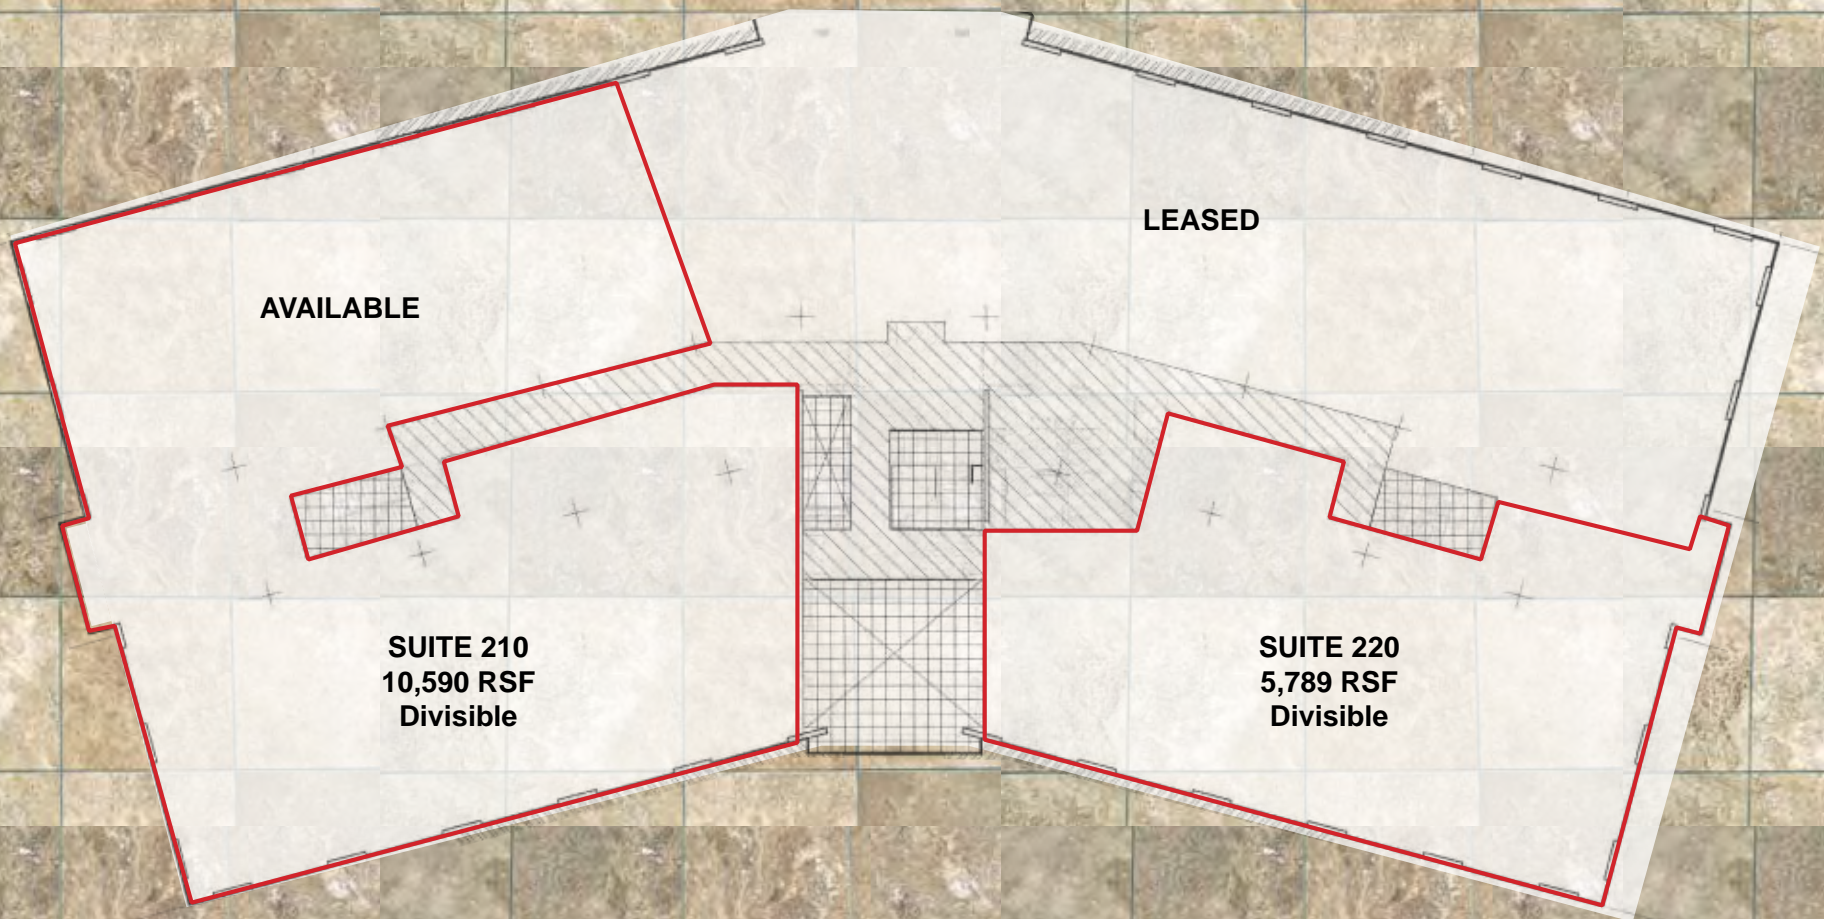 LEASED
AVAILABLE
SUITE 210
10,590 RSF
Divisible
SUITE 220
5,789 RSF
Divisible